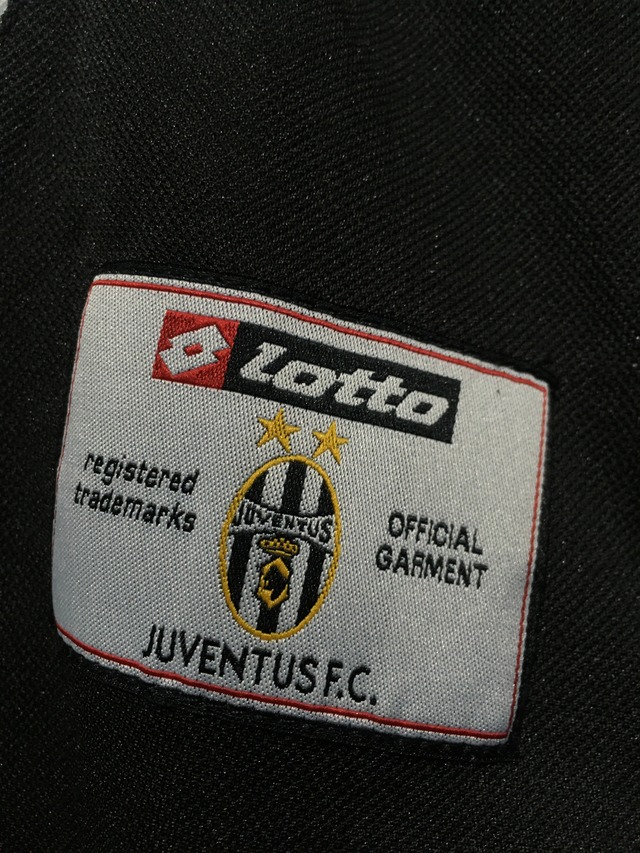 lotto
registered
trademarks
JUVENTUS
OFFICIAL
GARMENT
JUVENTUS F.C.